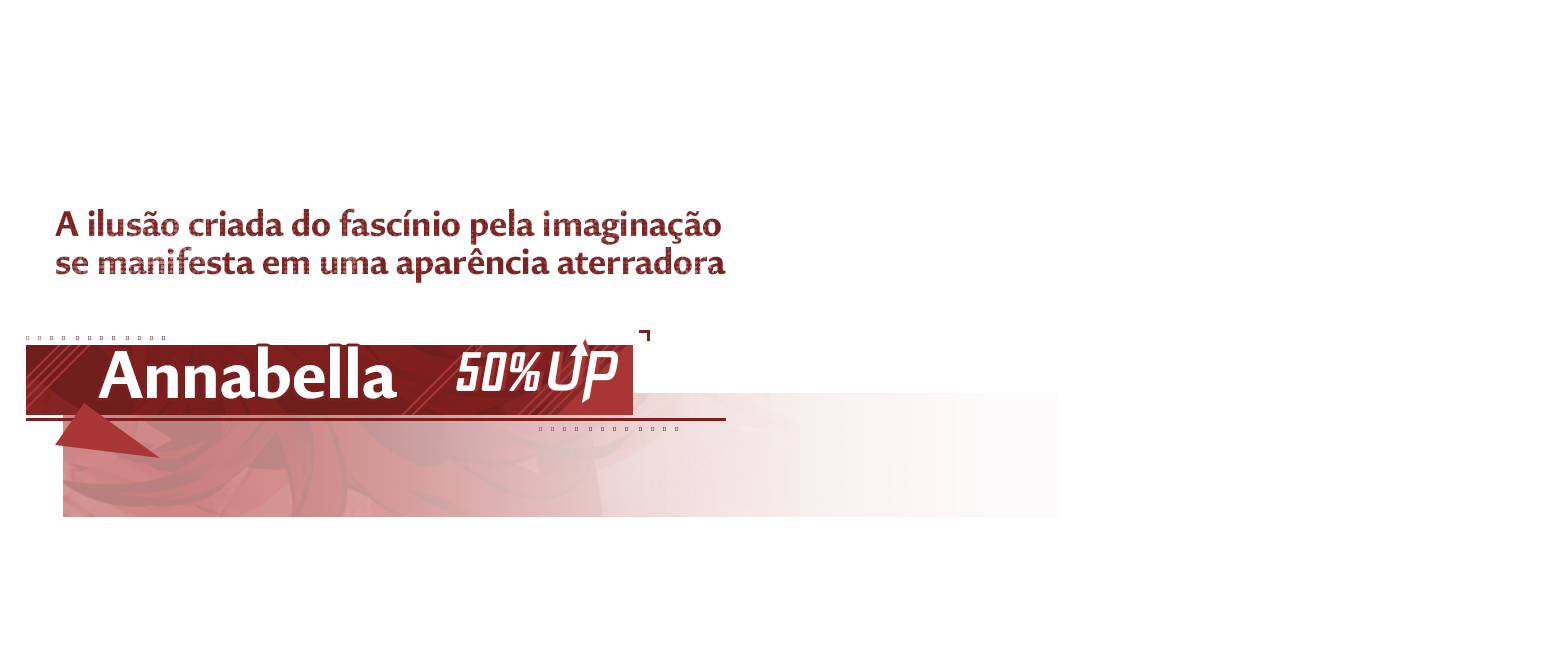 A ilusão criada do fascínio pela imaginação
se manifesta em uma aparência aterradora
Annabella 50% UP